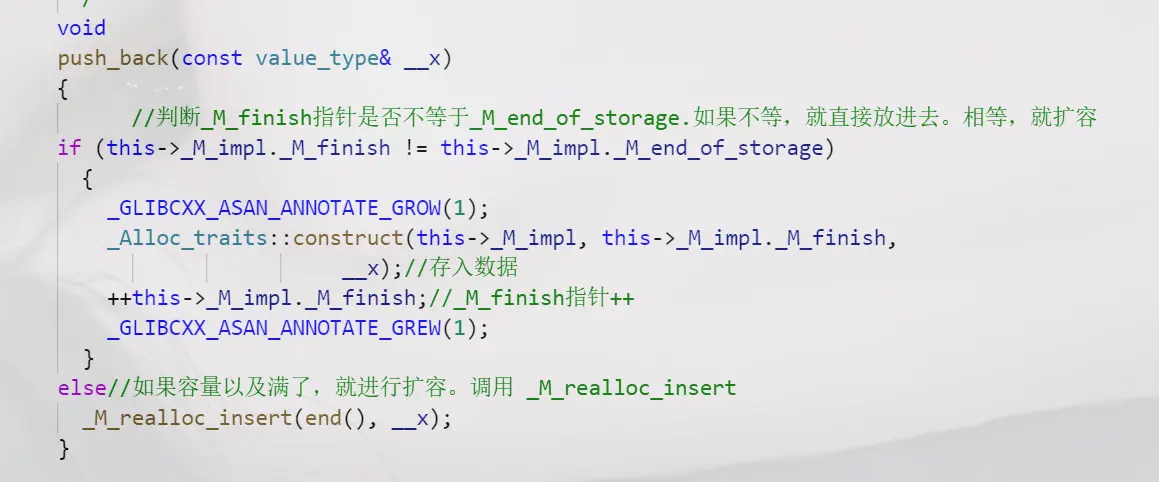 /
void
push_back(const value_type& __x)
{
//判断_M_finish指针是否不等于_M_end_of_storage.如果不等，就直接放进去。相等，就扩容
if (this->_M_impl._M_finish != this->_M_impl._M_end_of_storage)
{
_GLIBCXX_ASAN_ANNOTATE_GROW(1);
_Alloc_traits::construct(this->_M_impl, this->_M_impl._M_finish,
__x);//存入数据
++this->_M_impl._M_finish;//_M_finish指针++
_GLIBCXX_ASAN_ANNOTATE_GREW(1);
}
else//如果容量以及满了，就进行扩容。调用 _M_realloc_insert
_M_realloc_insert(end(), __x);
}